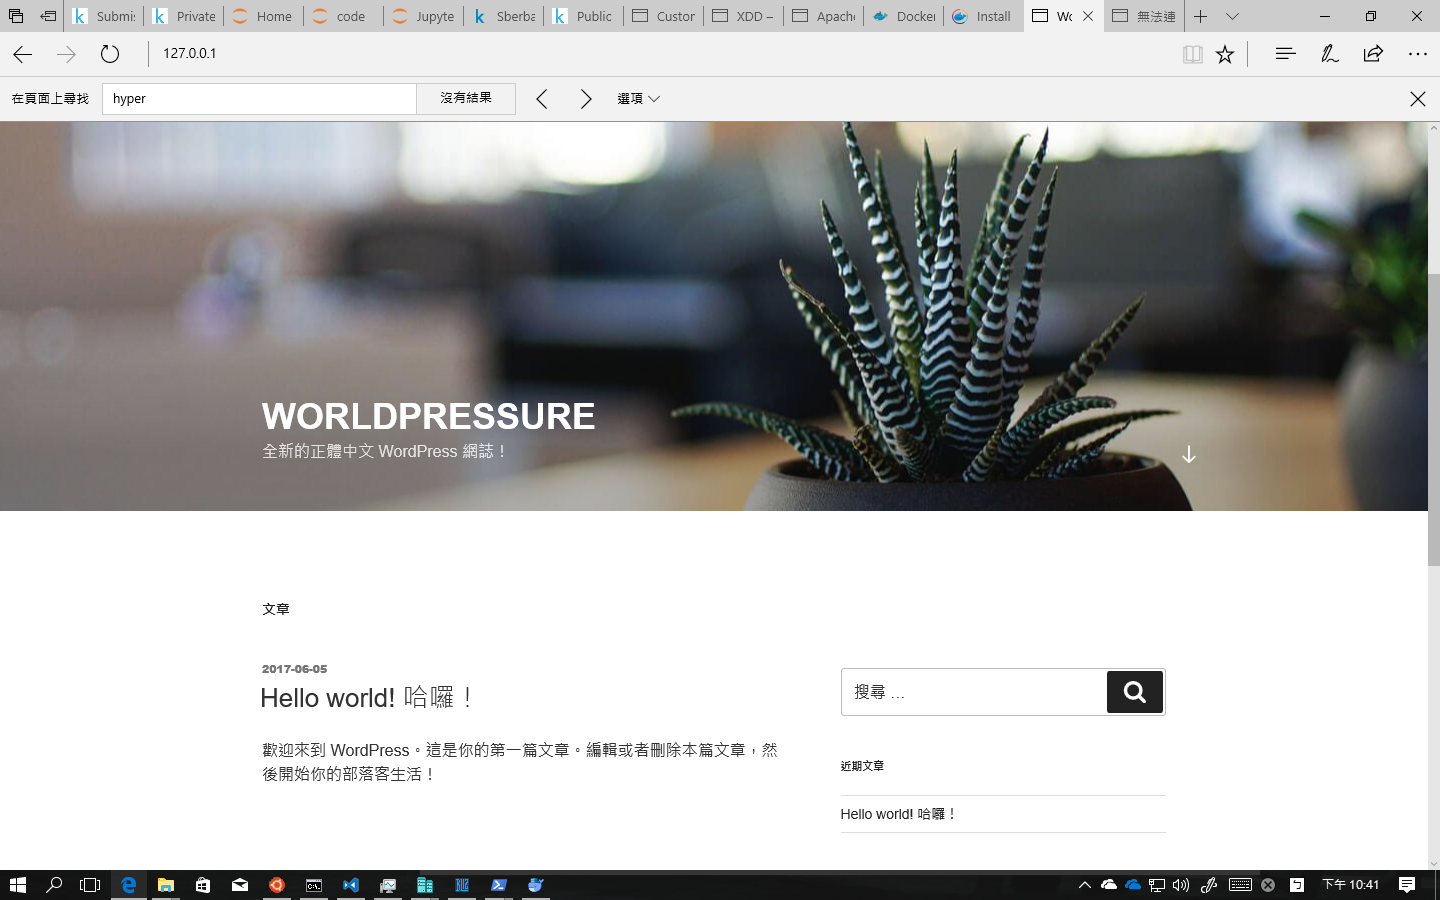 Submis
Private
Home
code
Jupyte
Sberba
Public
Custor
XDD –
Apache
Docker
Install
Wo
無法連
127.0.0.1
在頁面上尋找
hyper
沒有結果
選項
WORLDPRESSURE
全新的正體中文 WordPress 網誌！
文章
2017-06-05
Hello world! 哈囉！
歡迎來到 WordPress。這是你的第一篇文章。編輯或者刪除本篇文章，然
後開始你的部落客生活！
搜尋 ...
近期文章
Hello world! 哈囉！
ㄅ
下午 10:41